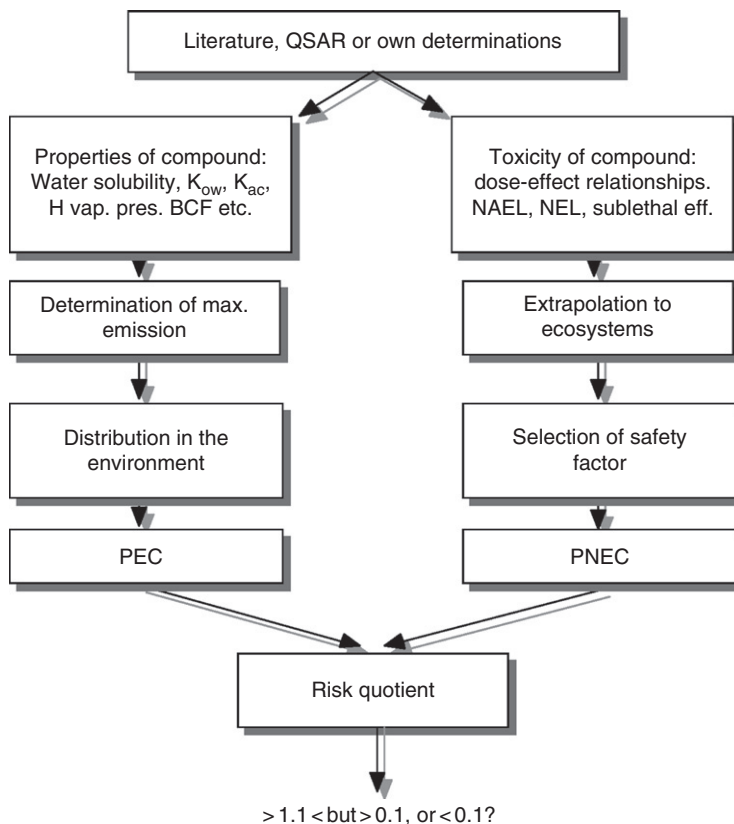 Literature, QSAR or own determinations
Properties of compound:
Water solubility, Kow, Kac,
H vap. pres. BCF etc.
Toxicity of compound:
dose-effect relationships.
NAEL, NEL, sublethal eff.
Determination of max.
emission
Extrapolation to
ecosystems
Distribution in the
environment
Selection of safety
factor
PEC
PNEC
Risk quotient
>1.1<but>0.1, or<0.1?